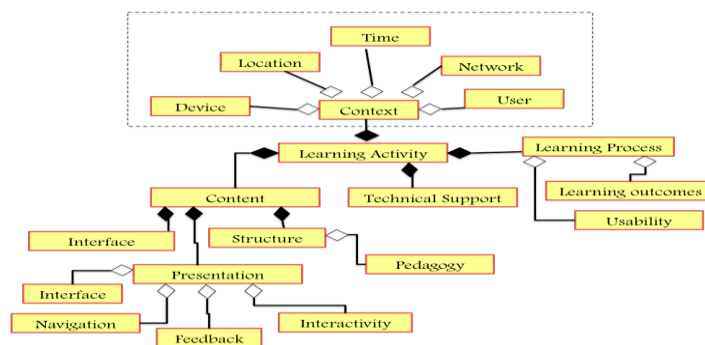 Time
Location
Network
Device
Context
User
Learning Activity
Learning Process
Content
Technical Support
Learning outcomes
Usability
Interface
Structure
Presentation
Pedagogy
Interface
Navigation
Interactivity
Feedback